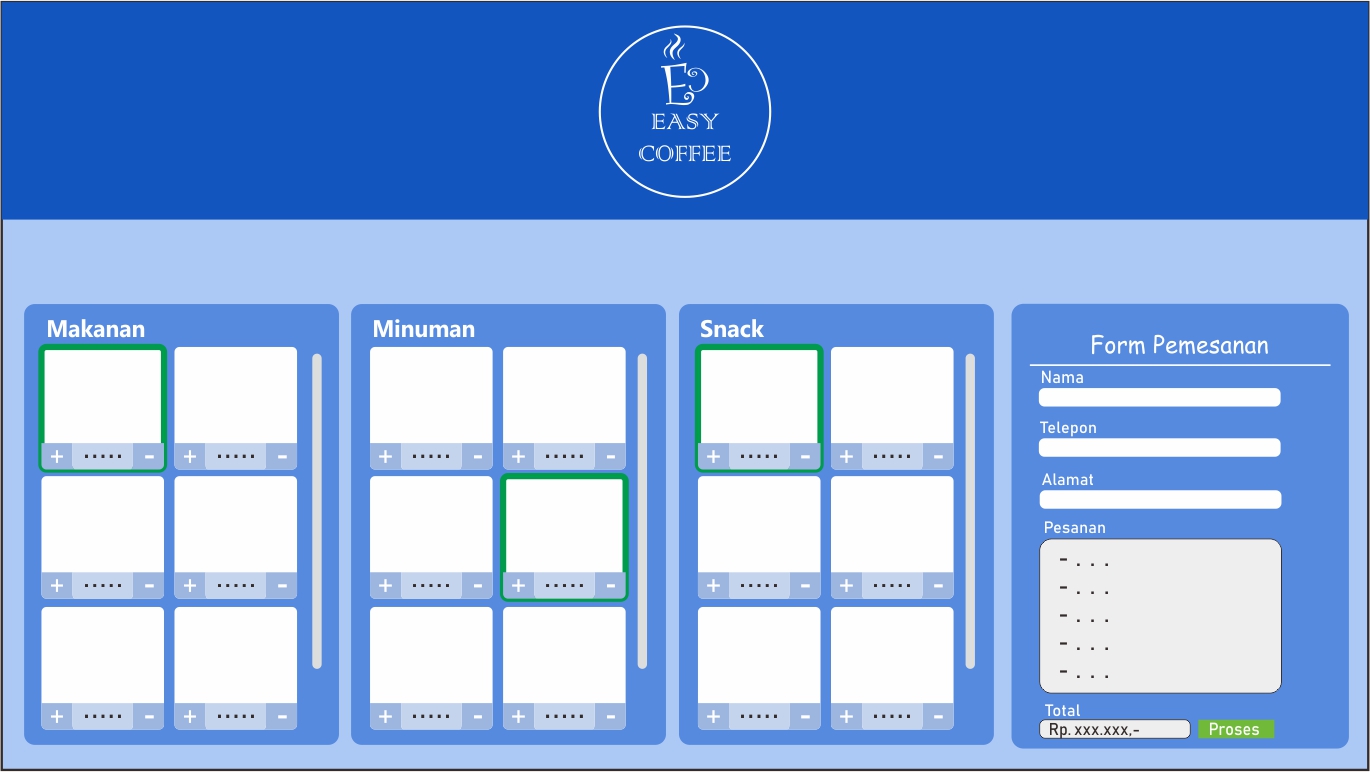 E
EASY
COFFEE
Makanan
+ ..... - + ..... -
+ ..... - + ..... -
+ ..... - + ..... -
Minuman
+ ..... - + ..... -
+ ..... - + ..... -
+ ..... - + ..... -
Snack
+ ..... - + ..... -
+ ..... - + ..... -
+ ..... - + ..... -
Form Pemesanan
Nama
Telepon
Alamat
Pesanan
- . . .
- . . .
- . . .
- . . .
- . . .
Total
Rp. xxx.xxx,- Proses